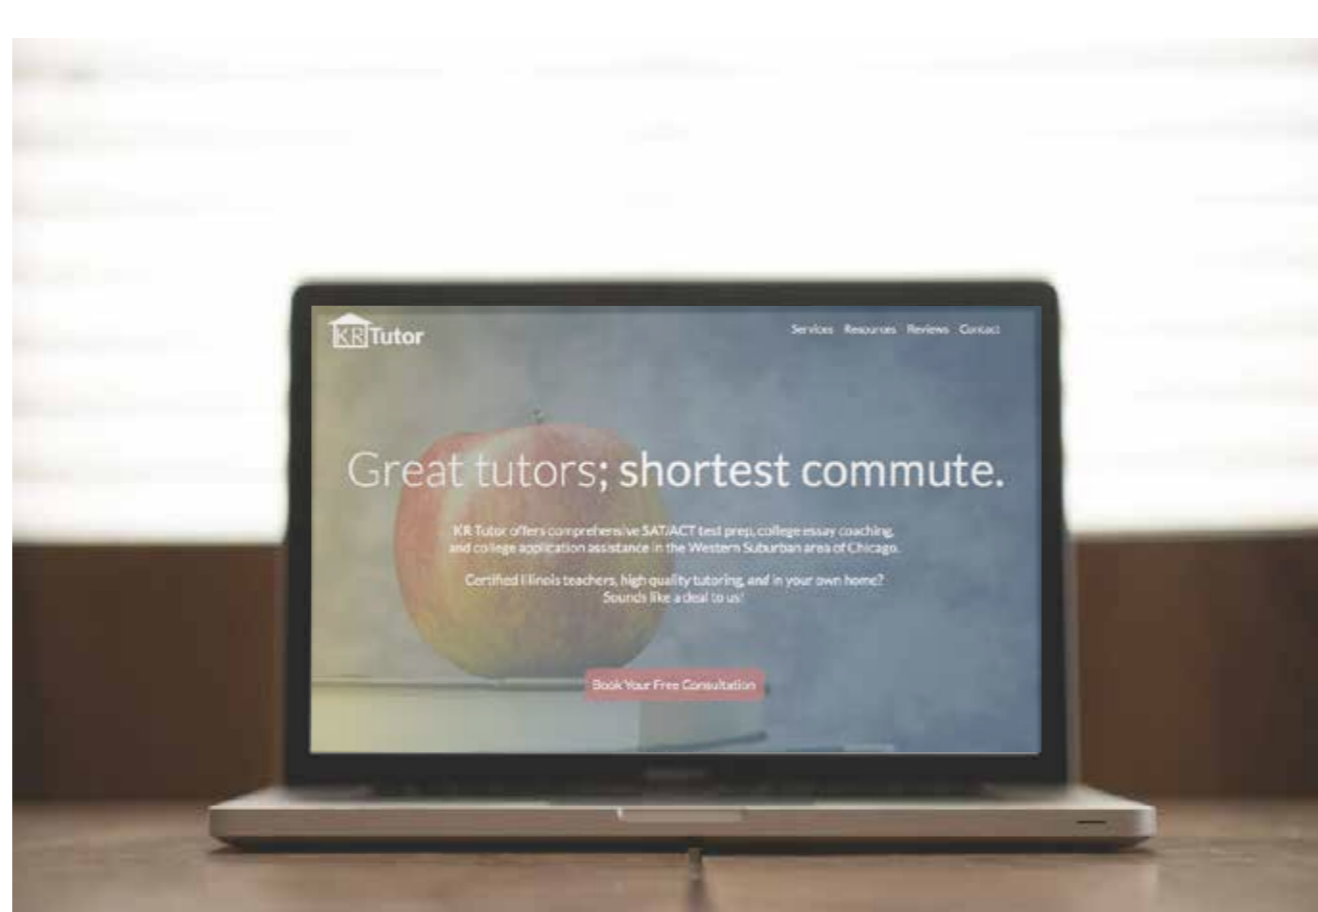 KR Tutor
Services Resources Reviews Contact
Great tutors; shortest commute.
KR Tutor offers comprehensive SAT/ACT test prep, college essay coaching,
and college application assistance in the Western Suburban area of Chicago.
Certified Illinois teachers, high quality tutoring, and in your own home?
Sounds like a deal to us!
Book Your Free Consultation